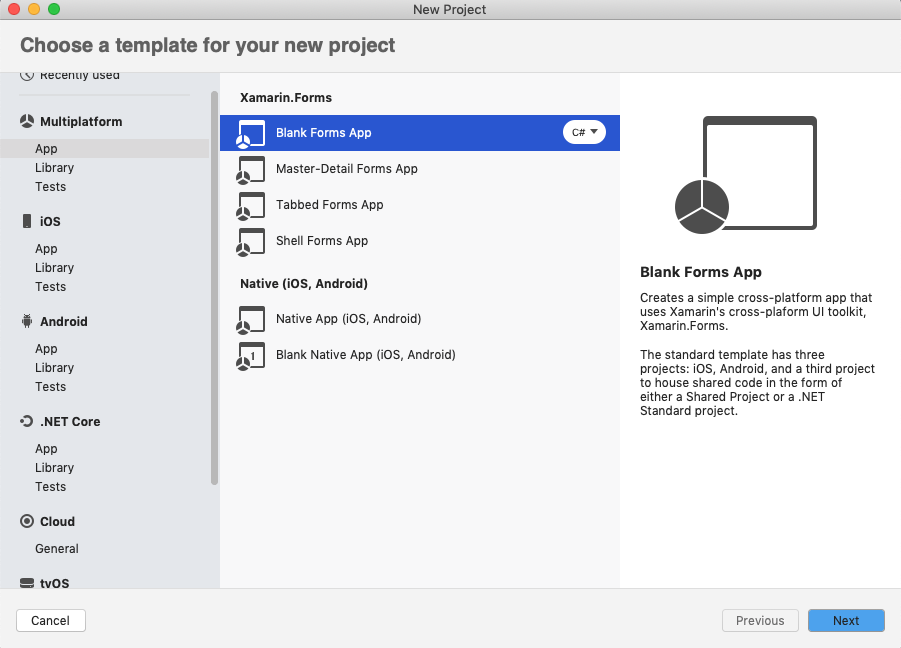 New Project
Choose a template for your new project
Recently used
Multiplatform
App
Library
Tests
iOS
App
Library
Tests
Android
App
Library
Tests
.NET Core
App
Library
Tests
Cloud
General
tvOS
Xamarin.Forms
Blank Forms App
C#
Master-Detail Forms App
Tabbed Forms App
Shell Forms App
Native (iOS, Android)
Native App (iOS, Android)
1
Blank Native App (iOS, Android)
Blank Forms App
Creates a simple cross-platform app that
uses Xamarin's cross-plaform UI toolkit,
Xamarin.Forms.
The standard template has three
projects: iOS, Android, and a third project
to house shared code in the form of
either a Shared Project or a .NET
Standard project.
Cancel
Previous
Next